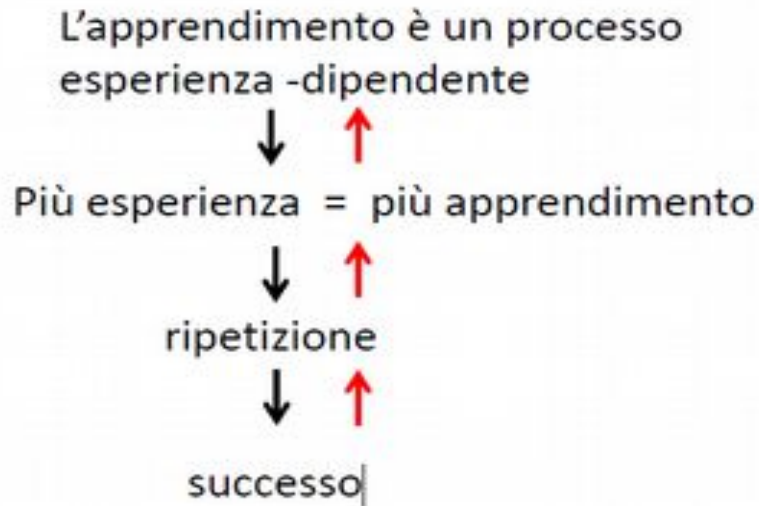 L'apprendimento è un processo
esperienza -dipendente
Più esperienza = più apprendimento
ripetizione
successo